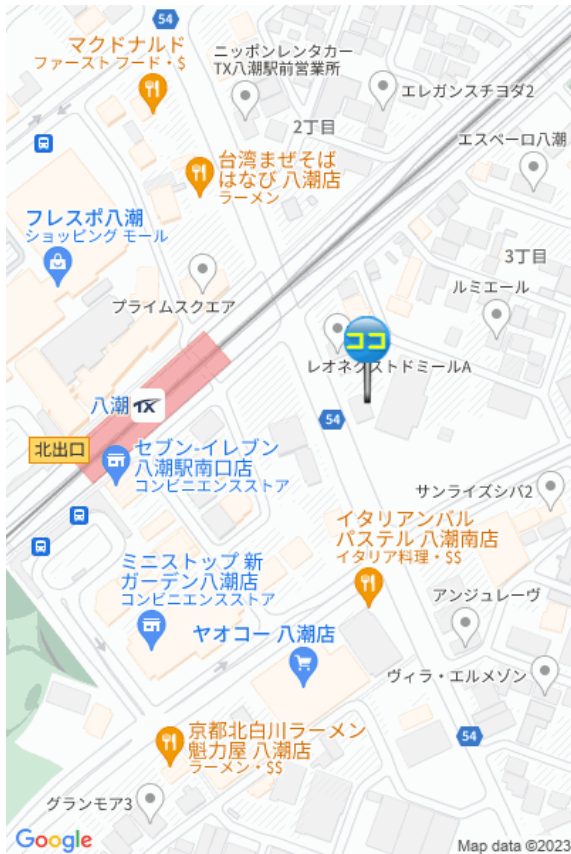 54
マクドナルド
ファースト フード・$
ニッポンレンタカー
TX八潮駅前営業所
エレガンスチヨダ2
2丁目
エスペーロ八潮
台湾まぜそば
はなび 八潮店
ラーメン
フレスポ八潮
ショッピング モール
3丁目
ルミエール
プライムスクエア
ココ
レオネクストドミールA
八潮 TX
54
北出口
セブン-イレブン
八潮駅南口店
コンビニエンスストア
サンライズシバ2
イタリアンバル
パステル 八潮南店
イタリア料理・$$
ミニストップ 新
ガーデン八潮店
コンビニエンスストア
アンジュレーヴ
ヤオコー 八潮店
ヴィラ・エルメゾン
京都北白川ラーメン
魁力屋 八潮店
ラーメン・$$
54
グランモア3
Google
Map data ©2023